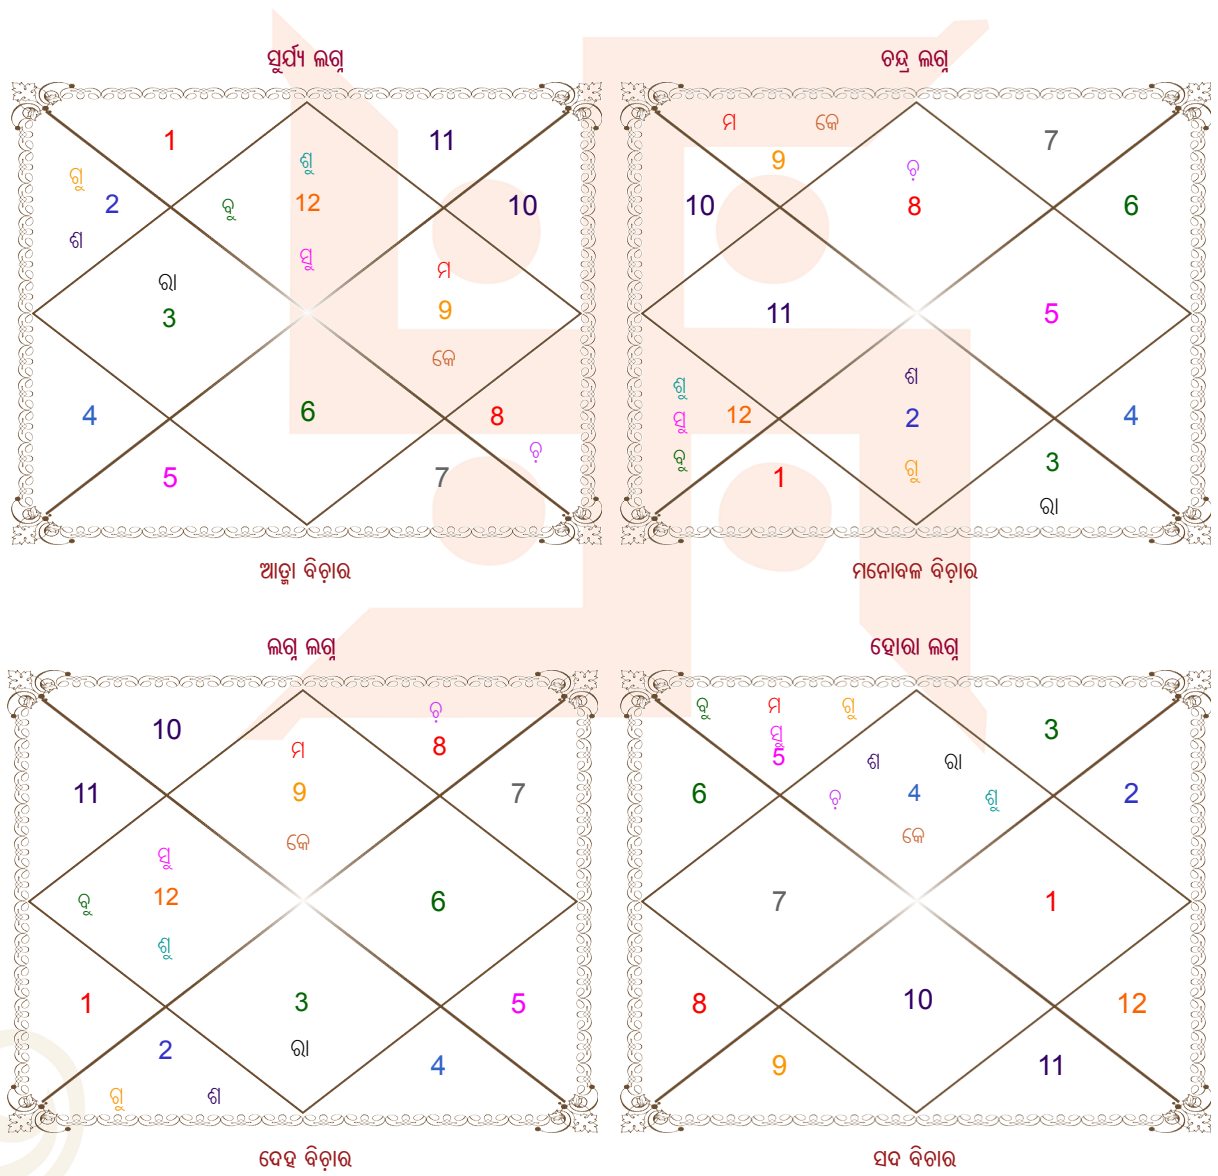 ସୂର୍ଯ୍ୟ ଲଗ୍ନ
1
11
ଶୁ
ଗୁ
2
ବୁ
12
10
ଶ
ସୁ
ମ
ରା
3
9
କେ
4
6
8
ଚ଼
5
7
ଆତ୍ମା ବିଚ଼ାର
ଚନ୍ଦ୍ର ଲଗ୍ନ
ମ
କେ
7
9
ଚ଼
10
8
6
11
5
ଶ
ଶୁ
ସୁ
12
2
4
ବୁ
1
ଗୁ
3
ରା
ମନୋବଳ ବିଚ଼ାର
ଲଗ୍ନ ଲଗ୍ନ
ଚ଼
10
ମ
8
11
9
7
କେ
ସୁ
ବୁ
12
6
ଶୁ
1
3
5
2
ରା
4
ଗୁ
ଶ
ଦେହ ବିଚ଼ାର
ହୋରା ଲଗ୍ନ
ବୁ
ମ
ଗୁ
ସୁ
3
5
ଶ
ରା
6
ଚ଼
4
ଶୁ
2
କେ
7
1
8
10
12
9
11
ସଦ ବିଚାର